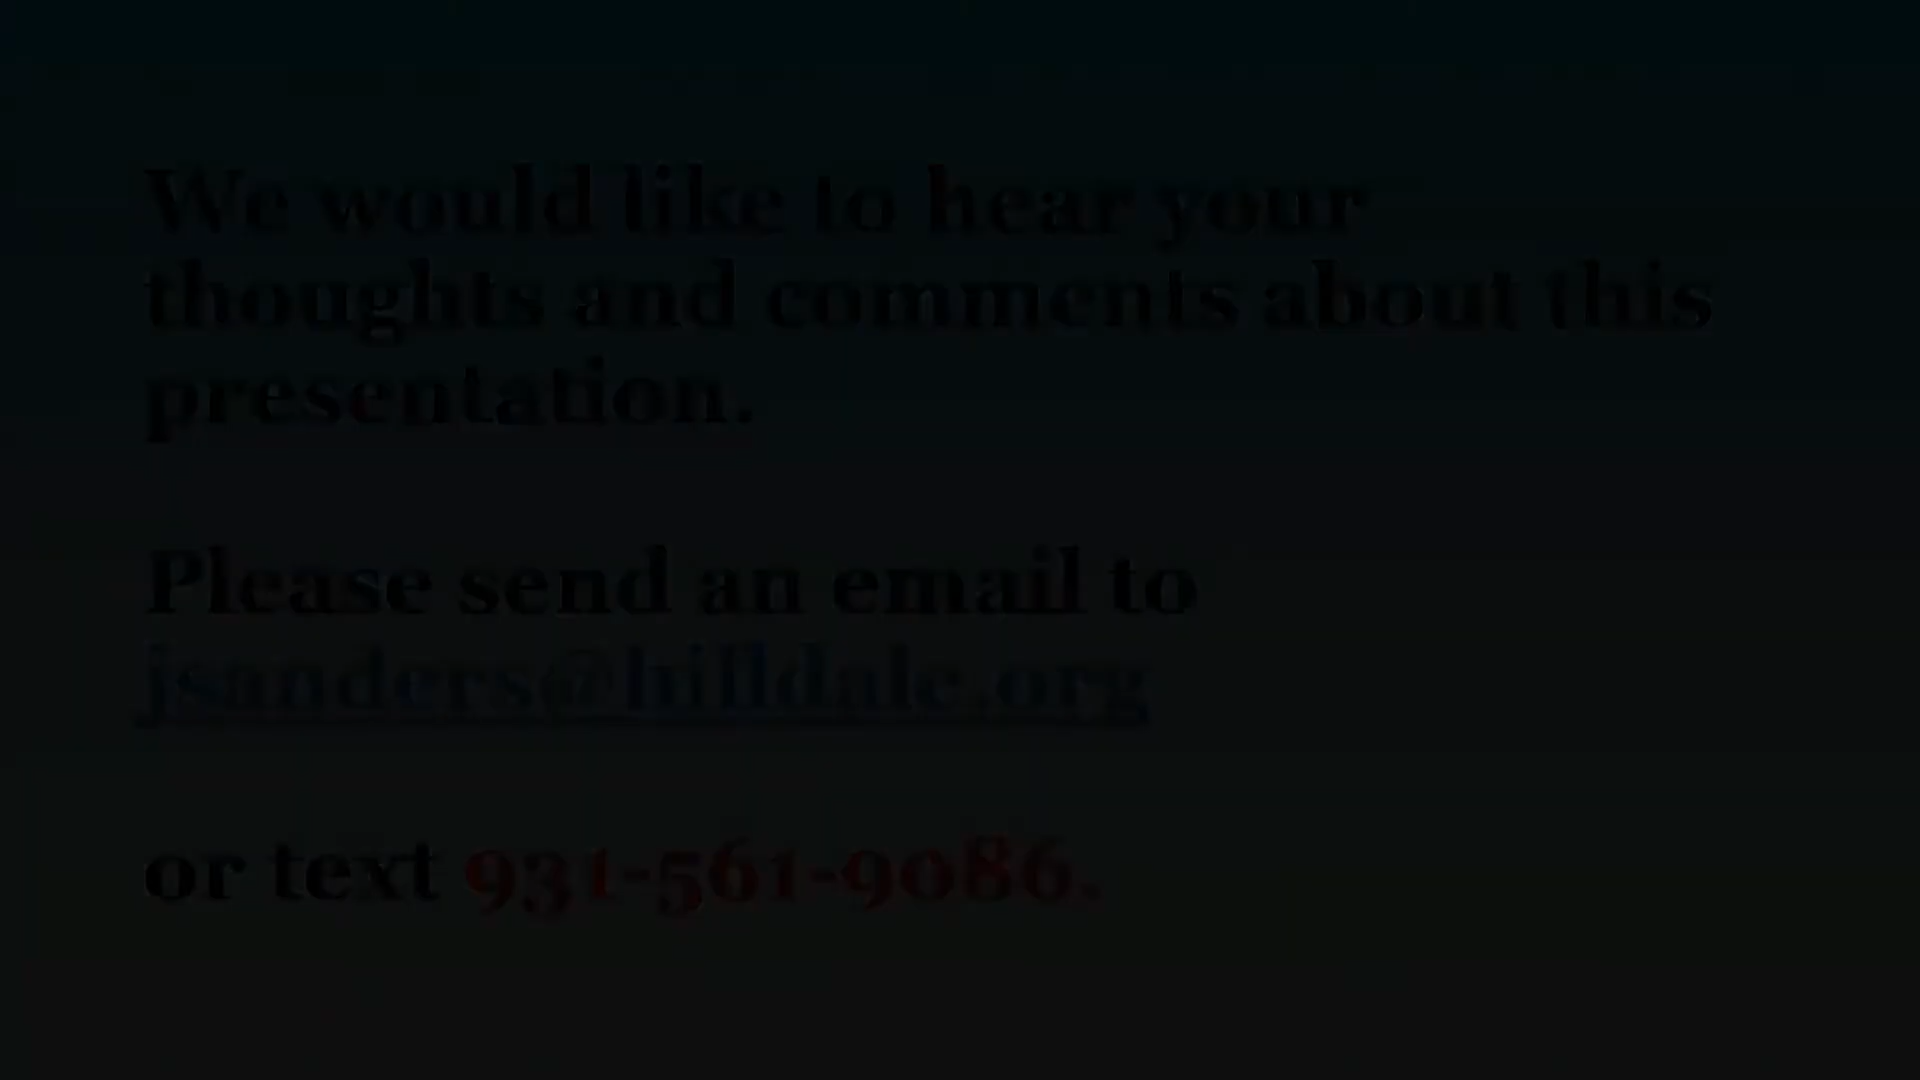 We would like to hear your
thoughts and comments about this
presentation.
Please send an email to
jsanders@hilldale.org
or text 931-561-9086.